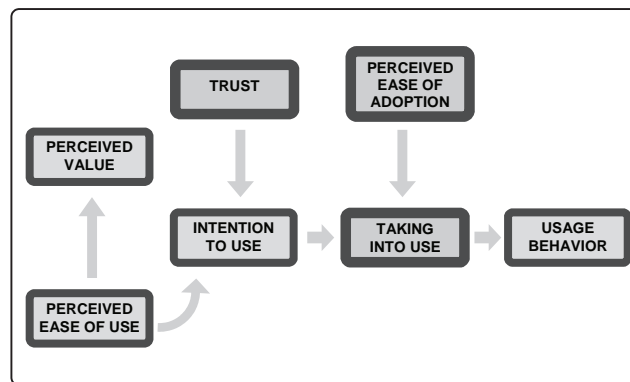 TRUST
PERCEIVED
EASE OF
ADOPTION
PERCEIVED
VALUE
INTENTION
TO USE
TAKING
INTO USE
USAGE
BEHAVIOR
PERCEIVED
EASE OF USE